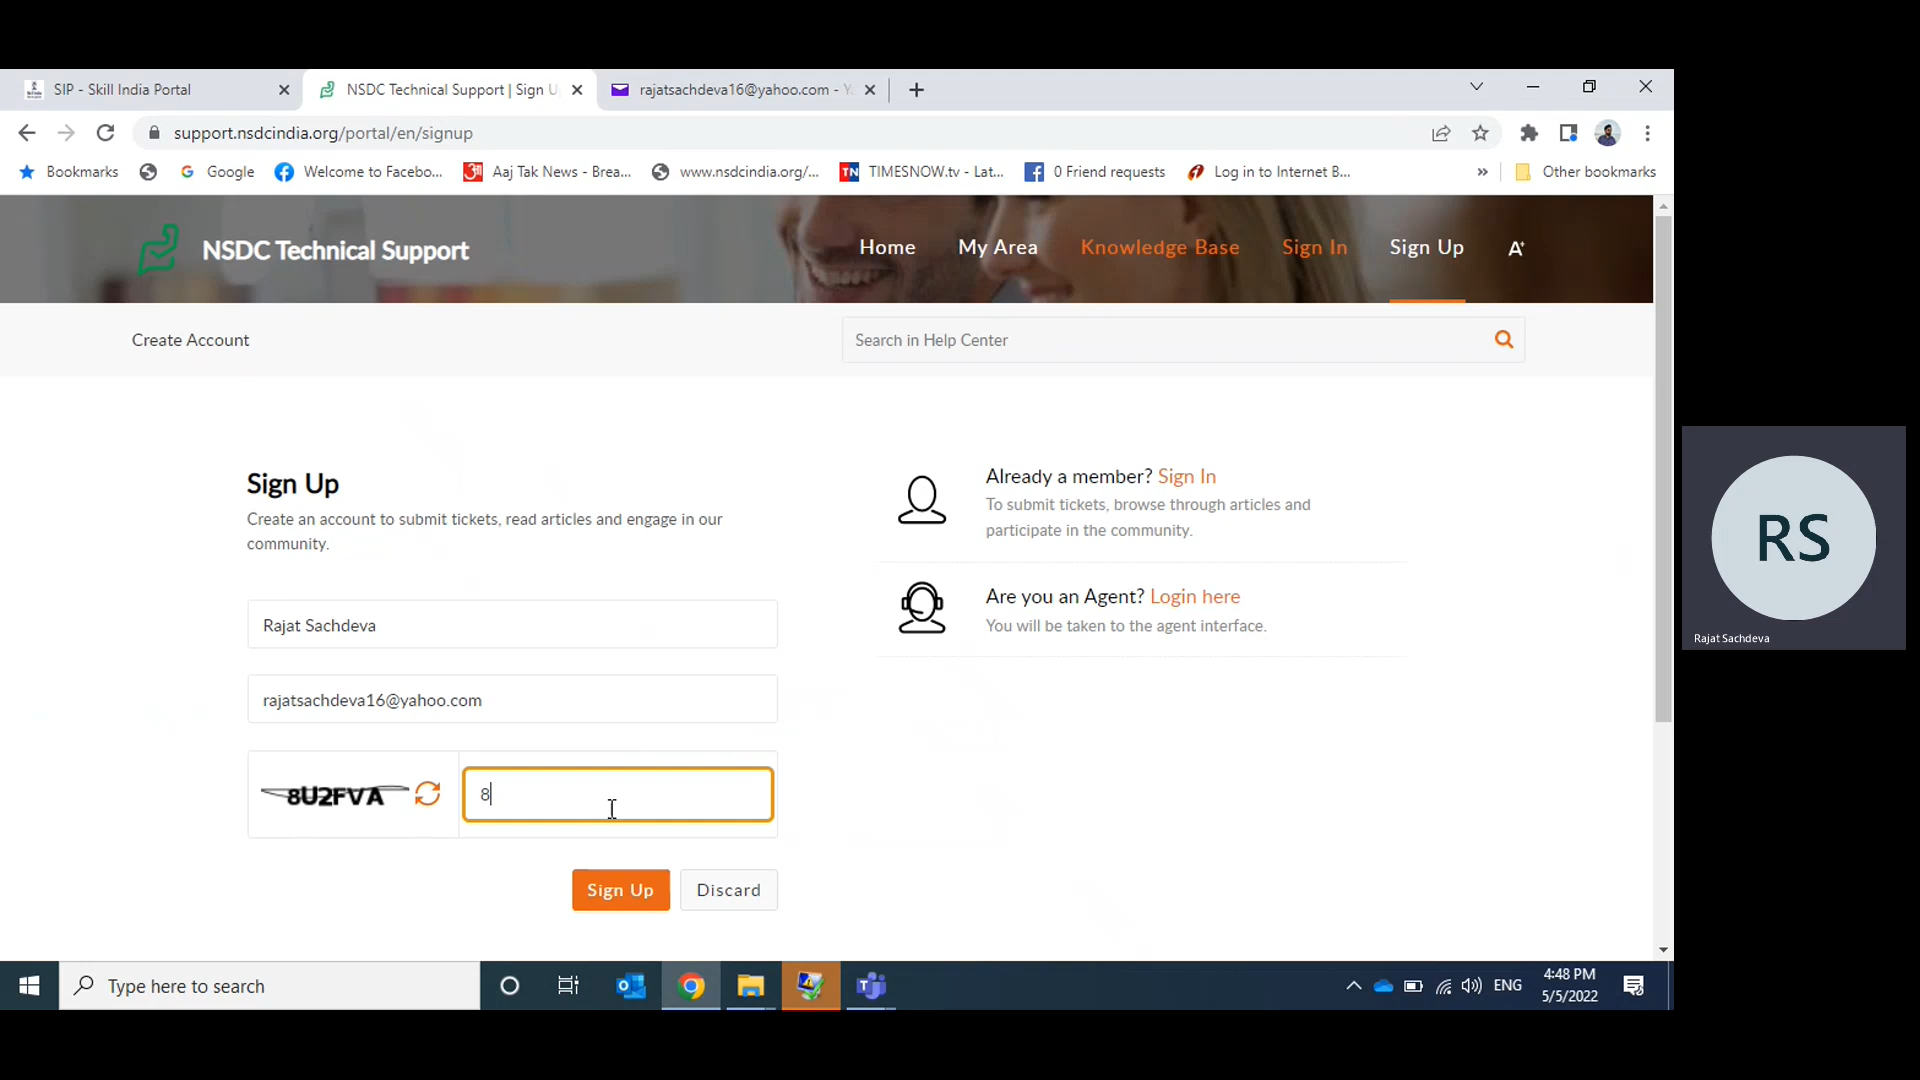 SIP - Skill India Portal
NSDC Technical Support | Sign U
rajatsachdeva16@yahoo.com - Y
support.nsdcindia.org/portal/en/signup
Bookmarks
Google
Welcome to Facebo...
Aaj Tak News - Brea...
www.nsdcindia.org/...
TN TIMESNOW.tv - Lat...
0 Friend requests
Log in to Internet B...
»
Other bookmarks
NSDC Technical Support
Home
My Area
Knowledge Base
Sign In
Sign Up
A+
Create Account
Search in Help Center
Sign Up
Create an account to submit tickets, read articles and engage in our
community.
Rajat Sachdeva
rajatsachdeva16@yahoo.com
8U2FVA
8
Sign Up
Discard
Already a member? Sign In
To submit tickets, browse through articles and
participate in the community.
Are you an Agent? Login here
You will be taken to the agent interface.
RS
Rajat Sachdeva
Type here to search
ENG
4:48 PM
5/5/2022